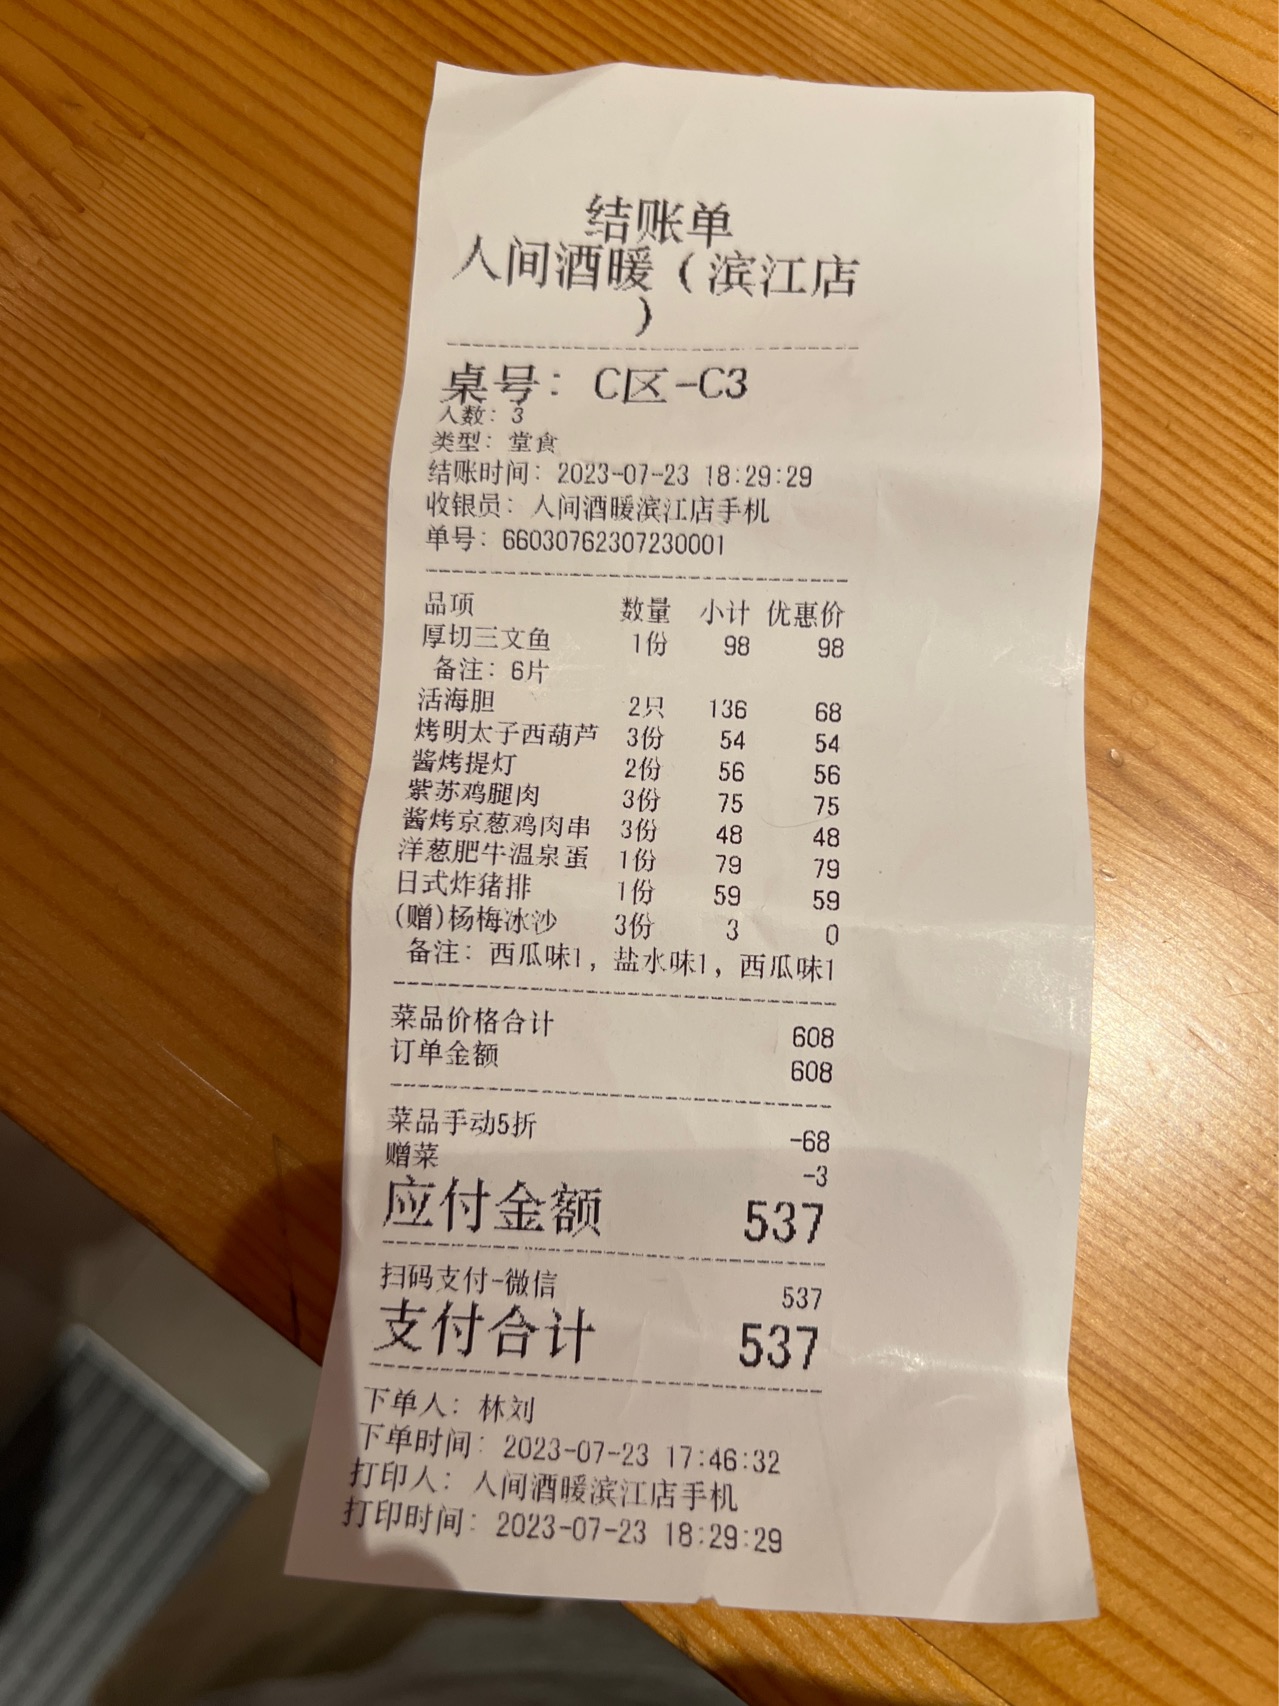 结账单
人间酒暖（滨江店
）
桌号：C区-C3
人数：3
类型：堂食
结账时间：2023-07-23 18:29:29
收银员：人间酒暖滨江店手机
单号：66030762307230001
品项 数量 小计 优惠价
厚切三文鱼 1份 98 98
备注：6片
活海胆 2只 136 68
烤明太子西葫芦 3份 54 54
酱烤提灯 2份 56 56
紫苏鸡腿肉 3份 75 75
酱烤京葱鸡肉串 3份 48 48
洋葱肥牛温泉蛋 1份 79 79
日式炸猪排 1份 59 59
(赠)杨梅冰沙 3份 3 0
备注：西瓜味1，盐水味1，西瓜味1
菜品价格合计 608
订单金额 608
菜品手动5折 -68
赠菜 -3
应付金额 537
扫码支付-微信 537
支付合计 537
下单人：林刘
下单时间：2023-07-23 17:46:32
打印人：人间酒暖滨江店手机
打印时间：2023-07-23 18:29:29